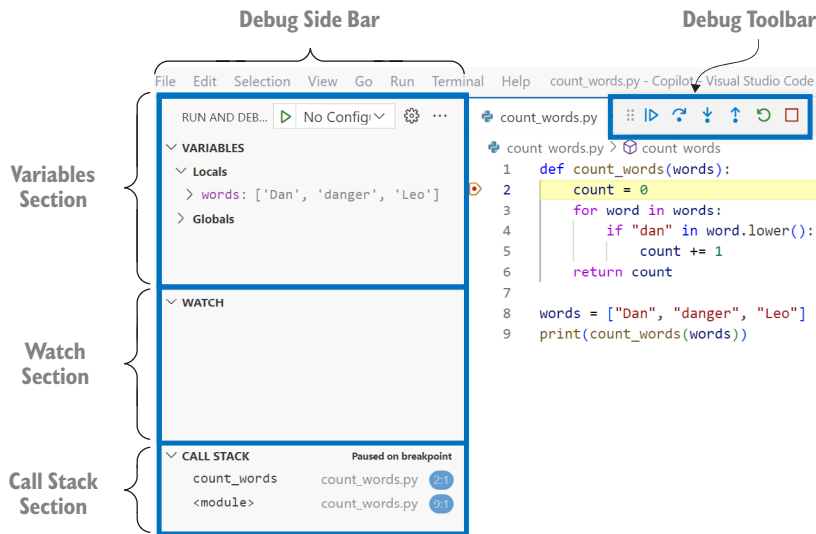 Debug Side Bar
Debug Toolbar
File Edit Selection View Go Run Terminal Help count_words.py - Copilot - Visual Studio Code
RUN AND DEB... No Config
count_words.py
count words.py > count words
Variables
Section
VARIABLES
Locals
words: ['Dan', 'danger', 'Leo']
Globals
1 def count_words(words):
2 count = 0
3 for word in words:
4 if "dan" in word.lower():
5 count += 1
6 return count
7
8 words = ["Dan", "danger", "Leo"]
9 print(count_words(words))
Watch
Section
WATCH
Call Stack
Section
CALL STACK Paused on breakpoint
count_words count_words.py 2:1
<module> count_words.py 9:1